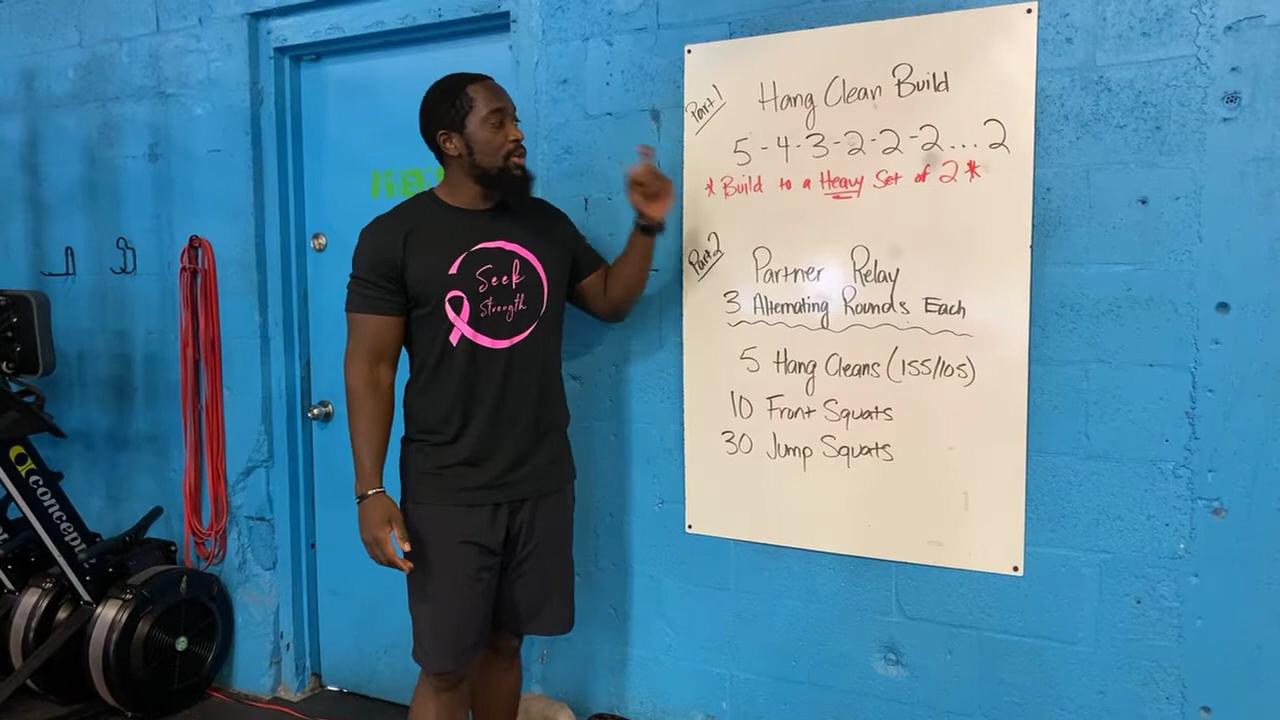 Part 1
Hang Clean Build
5-4-3-2-2-2...2
*Build to a Heavy Set of 2*
Part 2
Partner Relay
3 Alternating Rounds Each
5 Hang Cleans (155/105)
10 Front Squats
30 Jump Squats
Seek
Strength
concept